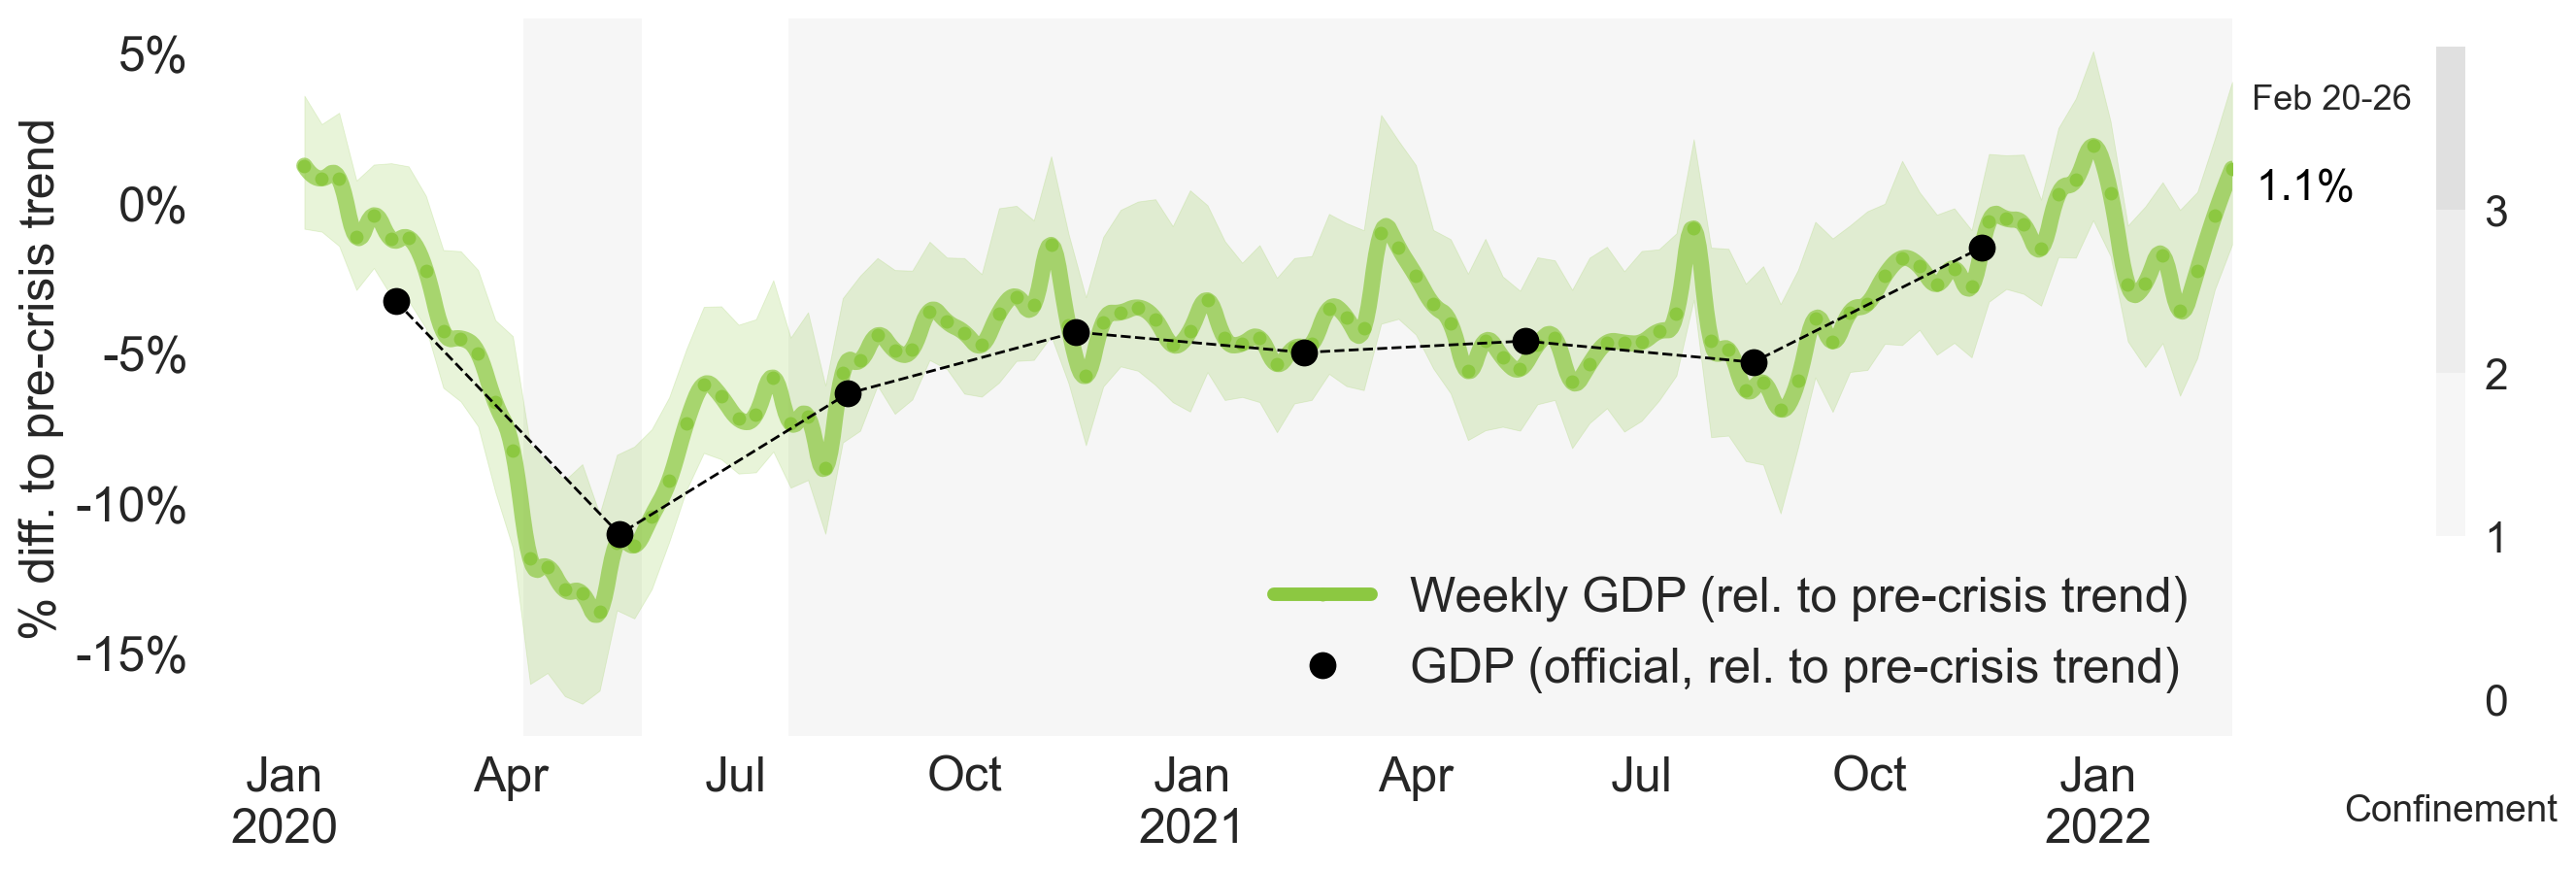 % diff. to pre-crisis trend
5%
0%
-5%
-10%
-15%
Feb 20-26
1.1%
Weekly GDP (rel. to pre-crisis trend)
GDP (official, rel. to pre-crisis trend)
Jan Apr Jul Oct Jan Apr Jul Oct Jan
2020 2021 2022
3
2
1
0
Confinement